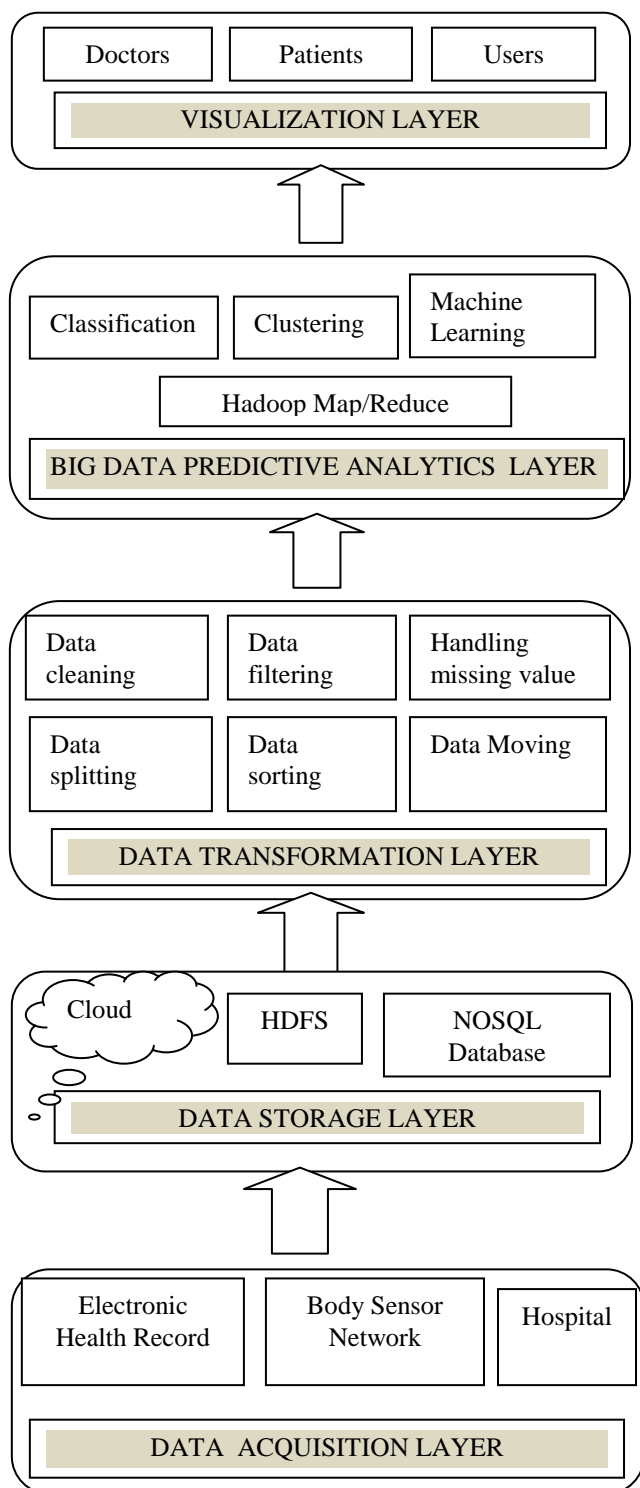 Doctors
Patients
Users
VISUALIZATION LAYER
Classification
Clustering
Machine
Learning
Hadoop Map/Reduce
BIG DATA PREDICTIVE ANALYTICS LAYER
Data
cleaning
Data
filtering
Handling
missing value
Data
splitting
Data
sorting
Data Moving
DATA TRANSFORMATION LAYER
Cloud
HDFS
NOSQL
Database
DATA STORAGE LAYER
Electronic
Health Record
Body Sensor
Network
Hospital
DATA ACQUISITION LAYER